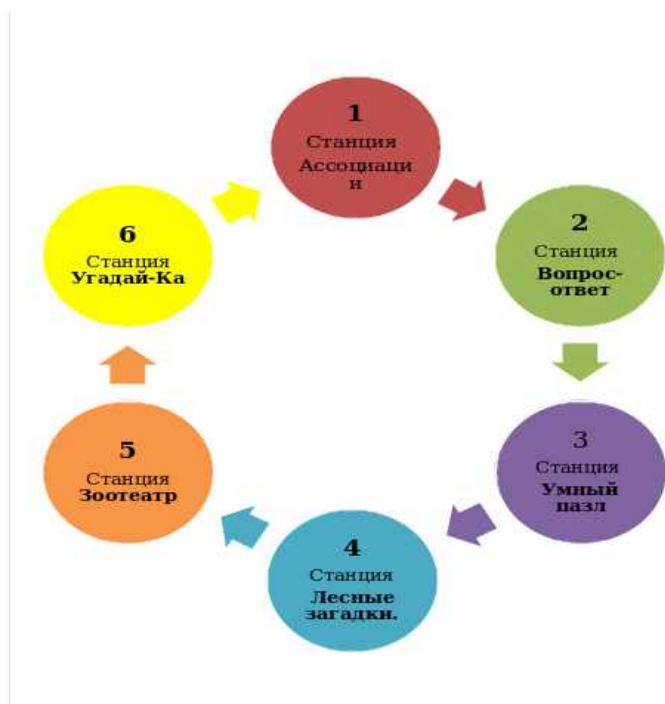 1
Станция
Ассоциаци
и
2
Станция
Вопрос-
ответ
3
Станция
Умный
пазл
4
Станция
Лесные
загадки.
5
Станция
Зоотеатр
6
Станция
Угадай-Ка